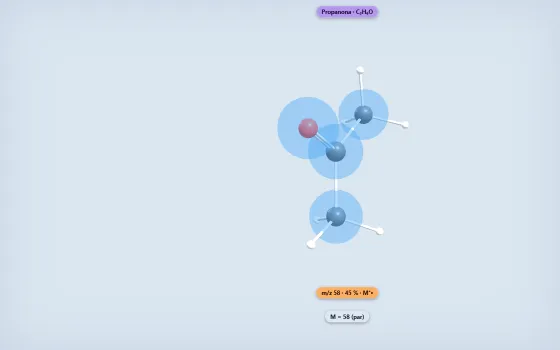 Propanona · C₃H₆O
m/z 58 · 45 % · M⁺•
M = 58 (par)